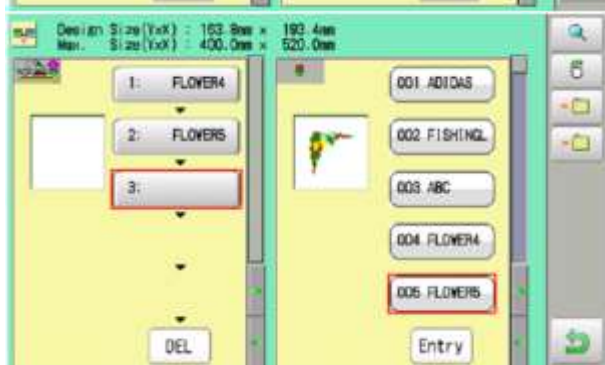 Design Size(YxX) : 163.8mm × 193.4mm
Max. Size(YxX) : 400.0mm × 520.0mm
1: FLOWER4
2: FLOWER5
3:
DEL
001 ADIDAS
002 FISHINGL
003 ABC
004 FLOWER4
005 FLOWER5
Entry